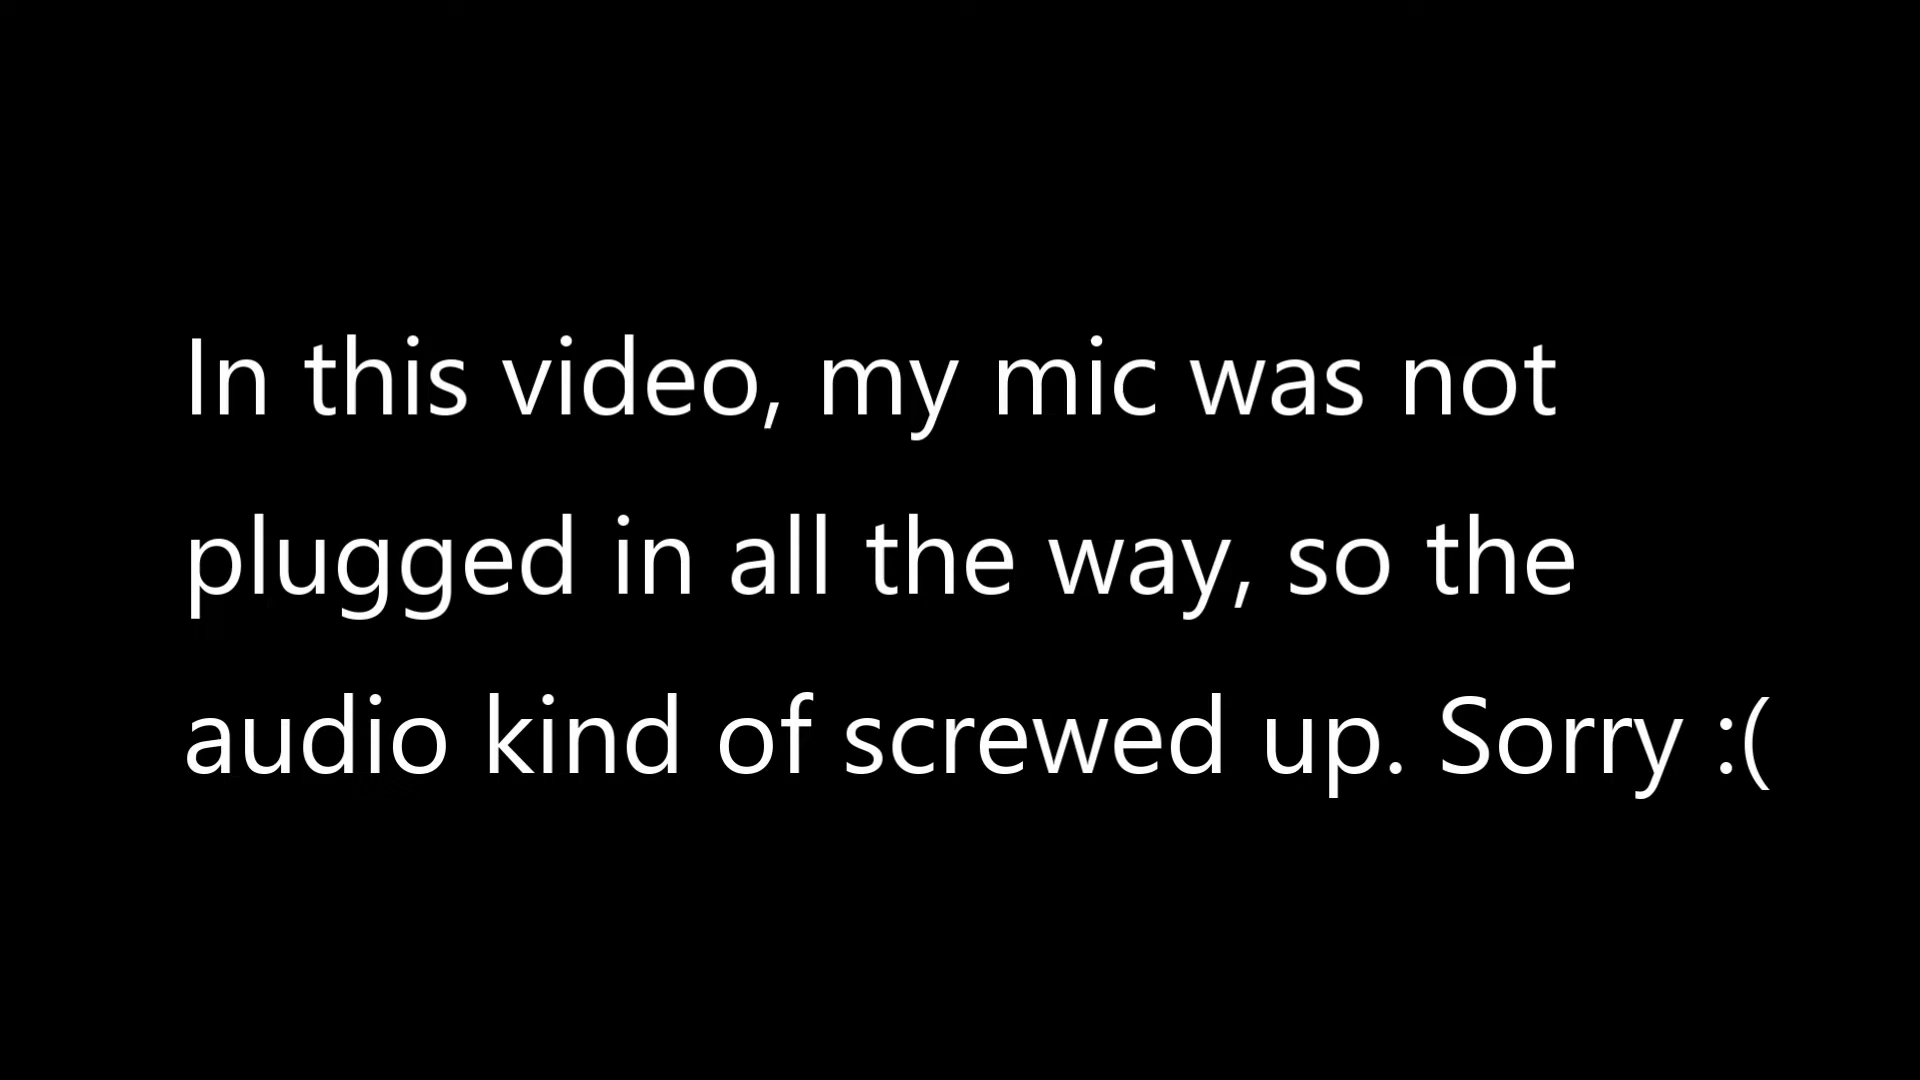 In this video, my mic was not
plugged in all the way, so the
audio kind of screwed up. Sorry :(